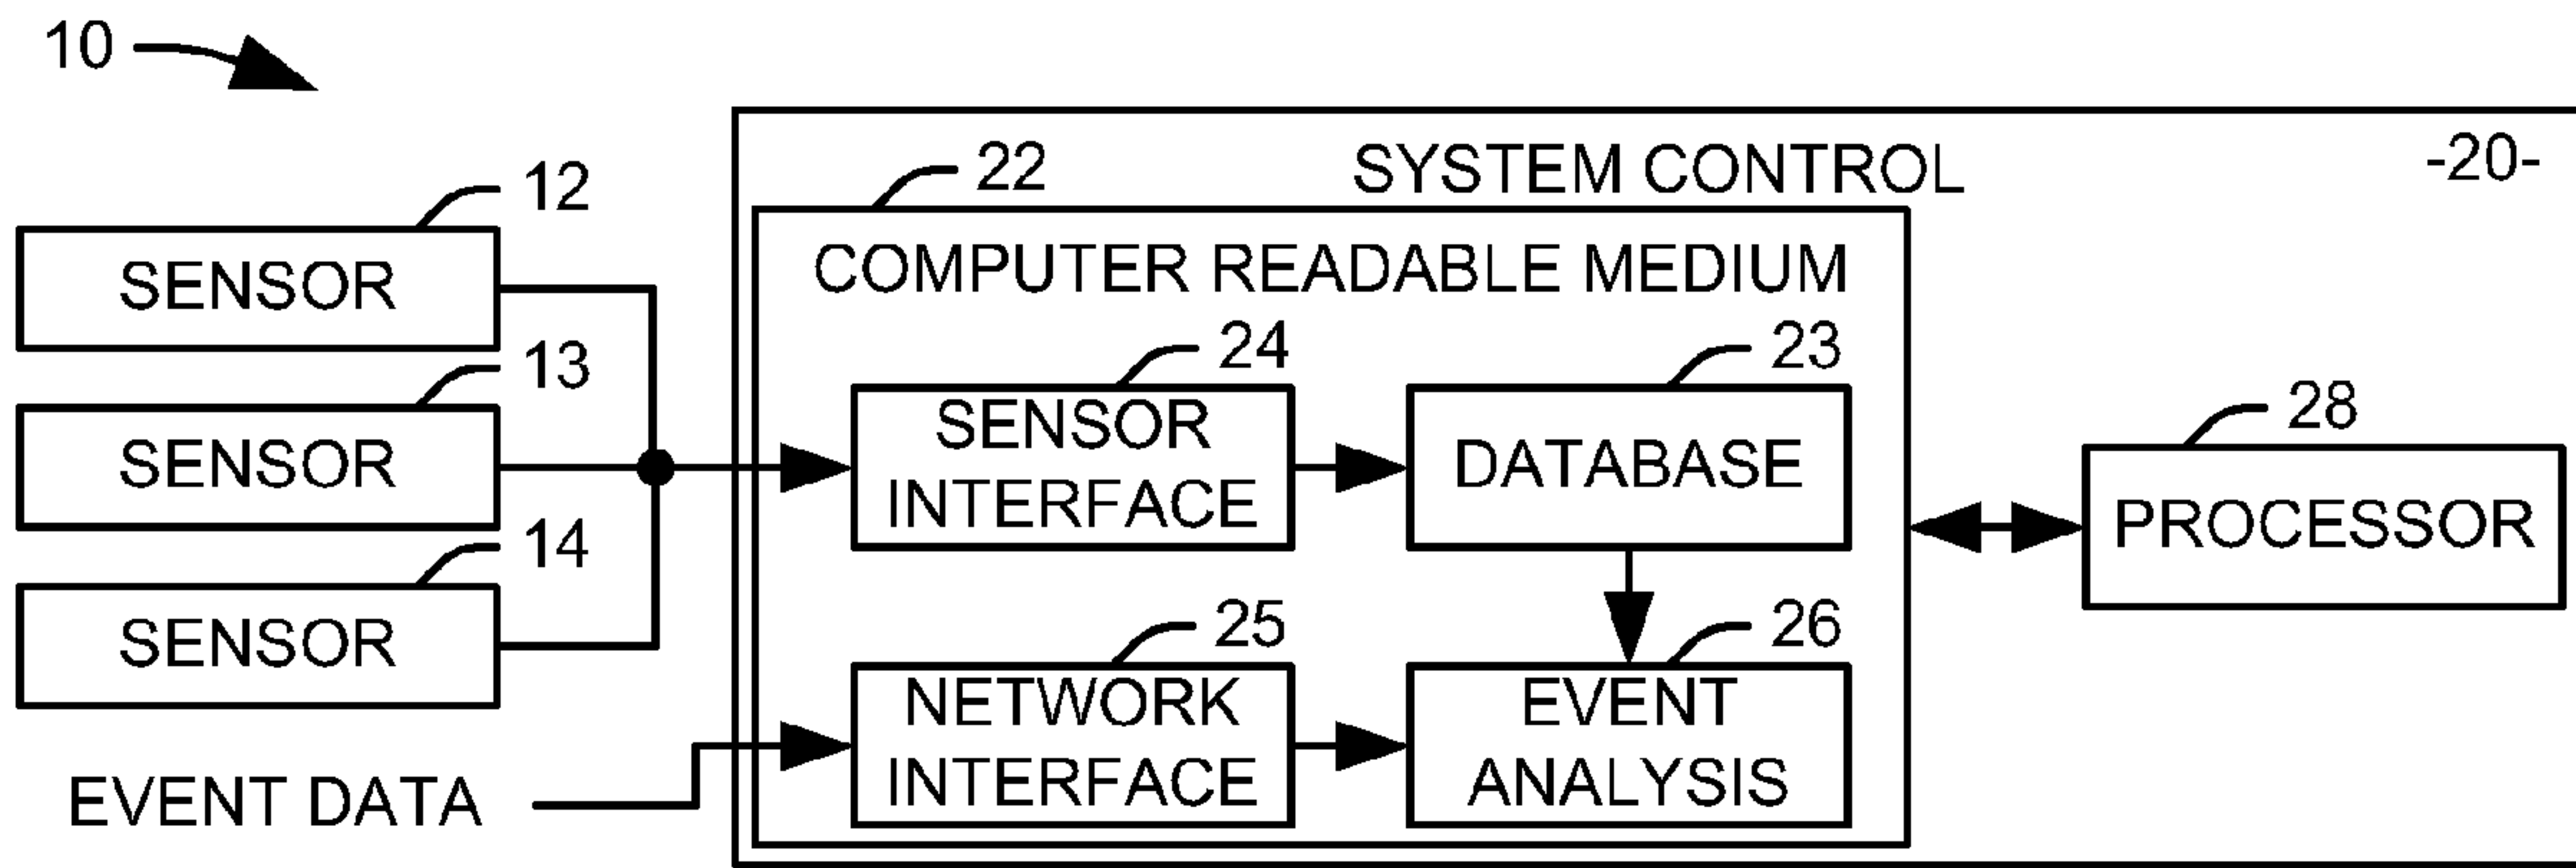 10
SYSTEM CONTROL
-20-
22
COMPUTER READABLE MEDIUM
12
SENSOR
13
SENSOR
14
SENSOR
EVENT DATA
24
SENSOR
INTERFACE
23
DATABASE
25
NETWORK
INTERFACE
26
EVENT
ANALYSIS
28
PROCESSOR